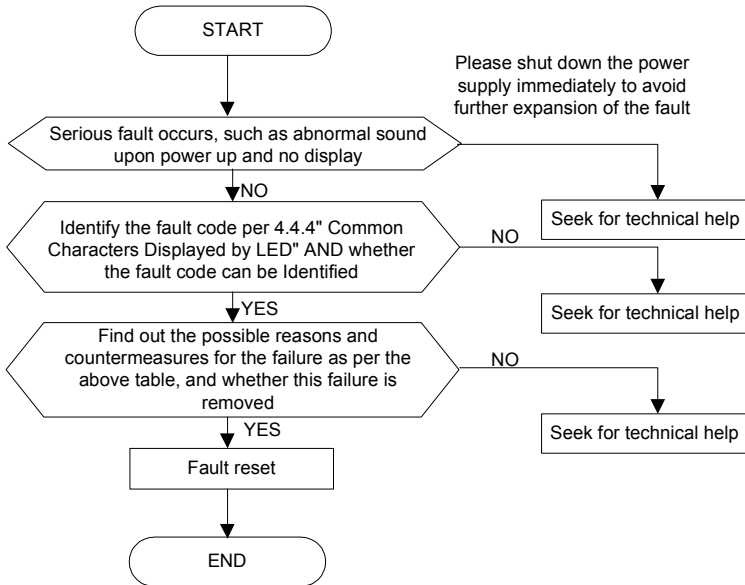 START
Please shut down the power
supply immediately to avoid
further expansion of the fault
Serious fault occurs, such as abnormal sound
upon power up and no display
NO
Seek for technical help
Identify the fault code per 4.4.4" Common
Characters Displayed by LED" AND whether
the fault code can be Identified
NO
YES
Seek for technical help
Find out the possible reasons and
countermeasures for the failure as per the
above table, and whether this failure is
removed
NO
YES
Seek for technical help
Fault reset
END